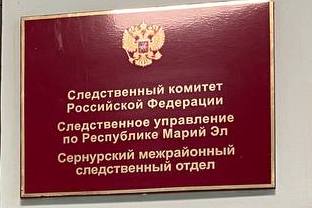 Следственный комитет
Российской Федерации
Следственное управление
по Республике Марий Эл
Сернурский межрайонный
следственный отдел